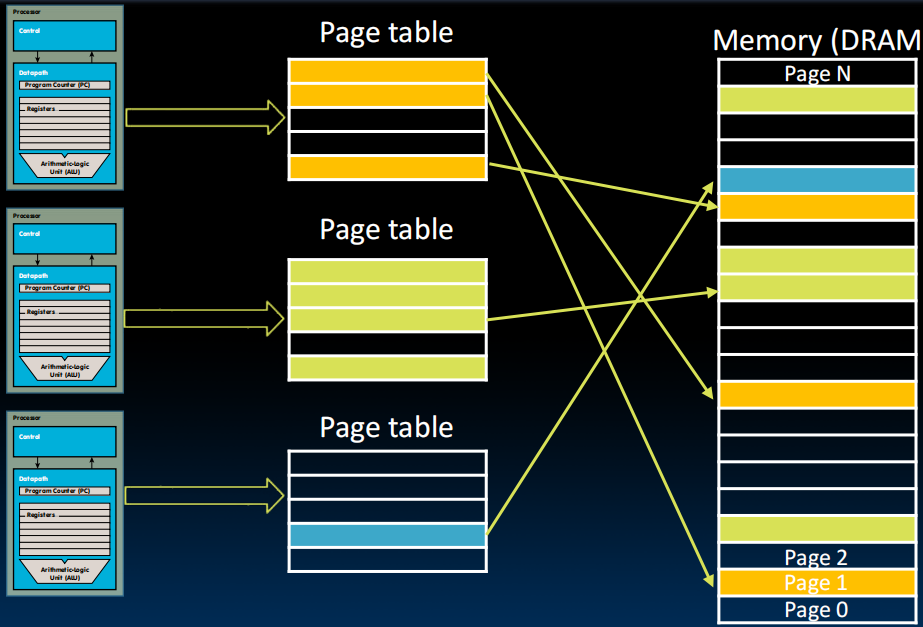 Processor
Control
Datapath
Program Counter (PC)
Registers
Arithmetic-Logic
Unit (ALU)
Page table
Memory (DRAM
Page N
Processor
Control
Datapath
Program Counter (PC)
Registers
Arithmetic-Logic
Unit (ALU)
Page table
Processor
Control
Datapath
Program Counter (PC)
Registers
Arithmetic-Logic
Unit (ALU)
Page table
Page 2
Page 1
Page 0